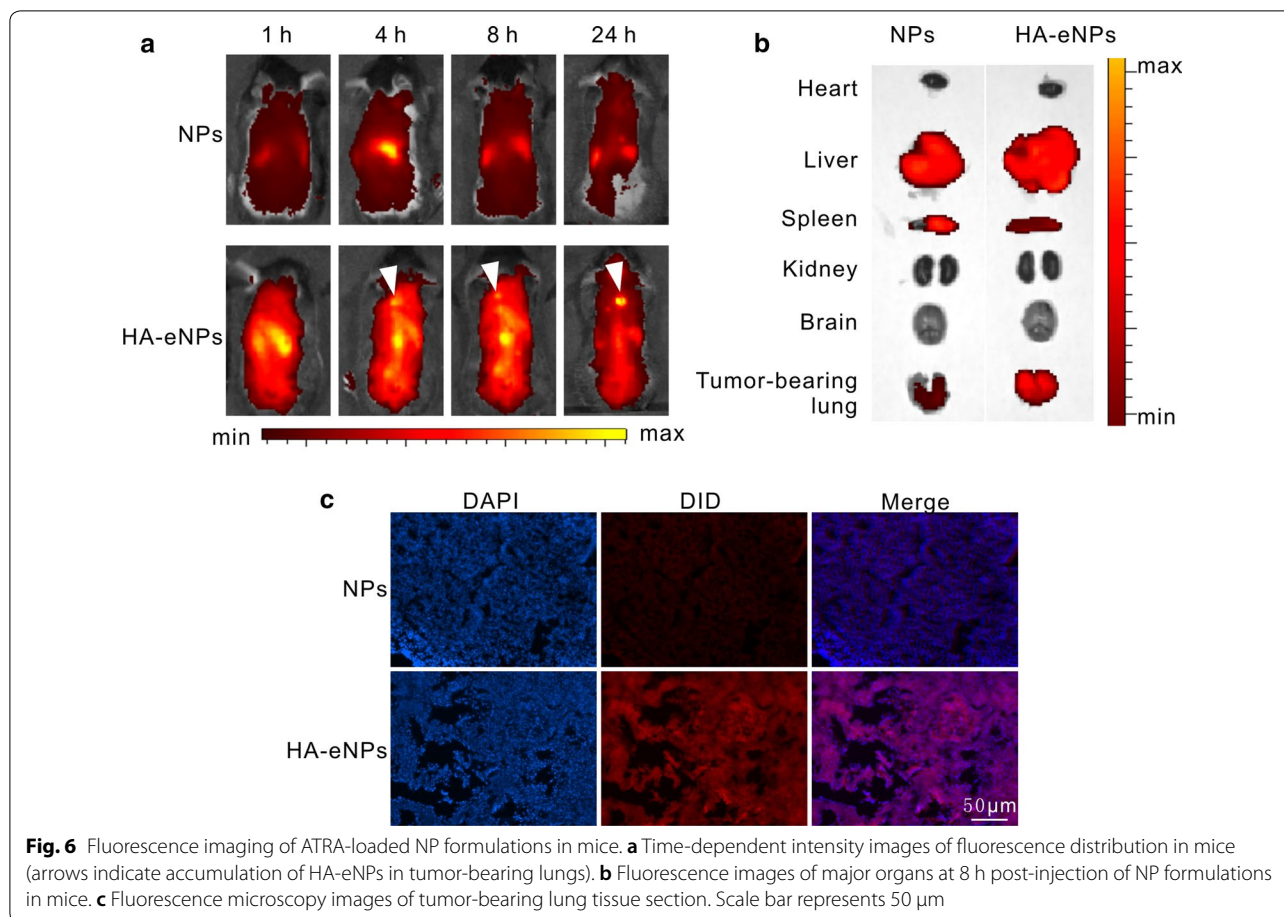 a
1 h 4 h 8 h 24 h
NPs
HA-eNPs
min max
b
NPs HA-eNPs
Heart
Liver
Spleen
Kidney
Brain
Tumor-bearing
lung
max
min
c
DAPI DID Merge
NPs
HA-eNPs
50 μm
Fig. 6 Fluorescence imaging of ATRA-loaded NP formulations in mice. a Time-dependent intensity images of fluorescence distribution in mice
(arrows indicate accumulation of HA-eNPs in tumor-bearing lungs). b Fluorescence images of major organs at 8 h post-injection of NP formulations
in mice. c Fluorescence microscopy images of tumor-bearing lung tissue section. Scale bar represents 50 μm